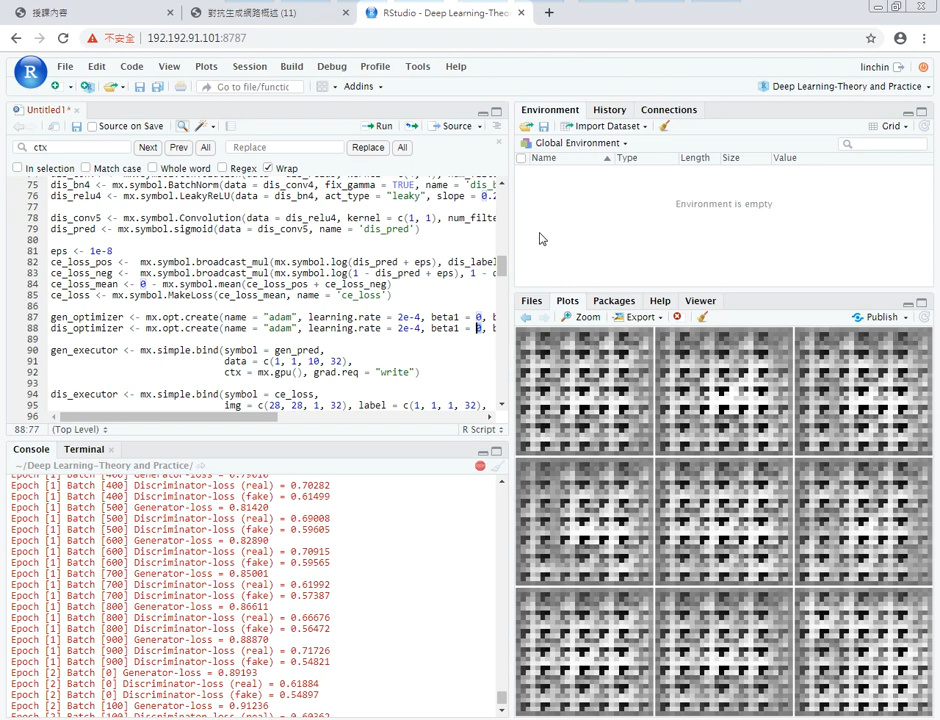 授課內容
對抗生成網路概述 (11)
RStudio - Deep Learning-Theo
不安全
192.192.91.101:8787
File Edit Code View Plots Session Build Debug Profile Tools Help
linchin
Go to file/functic
Addins
Deep Learning-Theory and Practice
Untitled1*
Source on Save
Run
Source
ctx
Next Prev All
Replace
Replace All
In selection Match case Whole word Regex Wrap
75 dis_bn4 <- mx.symbol.BatchNorm(data = dis_conv4, fix_gamma = TRUE, name = 'dis_b
76 dis_relu4 <- mx.symbol.LeakyReLU(data = dis_bn4, act_type = "leaky", slope = 0.2
77
78 dis_conv5 <- mx.symbol.Convolution(data = dis_relu4, kernel = c(1, 1), num_filte
79 dis_pred <- mx.symbol.sigmoid(data = dis_conv5, name = 'dis_pred')
80
81 eps <- 1e-8
82 ce_loss_pos <-  mx.symbol.broadcast_mul(mx.symbol.log(dis_pred + eps), dis_label
83 ce_loss_neg <-  mx.symbol.broadcast_mul(mx.symbol.log(1 - dis_pred + eps), 1 - d
84 ce_loss_mean <- 0 - mx.symbol.mean(ce_loss_pos + ce_loss_neg)
85 ce_loss <- mx.symbol.MakeLoss(ce_loss_mean, name = 'ce_loss')
86
87 gen_optimizer <- mx.opt.create(name = "adam", learning.rate = 2e-4, beta1 = 0, b
88 dis_optimizer <- mx.opt.create(name = "adam", learning.rate = 2e-4, beta1 = 0, b
89
90 gen_executor <- mx.simple.bind(symbol = gen_pred,
91 data = c(1, 1, 10, 32),
92 ctx = mx.gpu(), grad.req = "write")
93
94 dis_executor <- mx.simple.bind(symbol = ce_loss,
95 img = c(28, 28, 1, 32), label = c(1, 1, 1, 32),
96
88:77 (Top Level) R Script
Console Terminal
~/Deep Learning-Theory and Practice/
Epoch [1] Batch [400] Generator-loss = 0.79616
Epoch [1] Batch [400] Discriminator-loss (real) = 0.70282
Epoch [1] Batch [400] Discriminator-loss (fake) = 0.61499
Epoch [1] Batch [500] Generator-loss = 0.81420
Epoch [1] Batch [500] Discriminator-loss (real) = 0.69008
Epoch [1] Batch [500] Discriminator-loss (fake) = 0.59605
Epoch [1] Batch [600] Generator-loss = 0.82890
Epoch [1] Batch [600] Discriminator-loss (real) = 0.70915
Epoch [1] Batch [600] Discriminator-loss (fake) = 0.59565
Epoch [1] Batch [700] Generator-loss = 0.85001
Epoch [1] Batch [700] Discriminator-loss (real) = 0.61992
Epoch [1] Batch [700] Discriminator-loss (fake) = 0.57387
Epoch [1] Batch [800] Generator-loss = 0.86611
Epoch [1] Batch [800] Discriminator-loss (real) = 0.66676
Epoch [1] Batch [800] Discriminator-loss (fake) = 0.56472
Epoch [1] Batch [900] Generator-loss = 0.88870
Epoch [1] Batch [900] Discriminator-loss (real) = 0.71726
Epoch [1] Batch [900] Discriminator-loss (fake) = 0.54821
Epoch [2] Batch [0] Generator-loss = 0.89193
Epoch [2] Batch [0] Discriminator-loss (real) = 0.61884
Epoch [2] Batch [0] Discriminator-loss (fake) = 0.54897
Epoch [2] Batch [100] Generator-loss = 0.91236
Epoch [2] Batch [100] Discriminator-loss (real) = 0.60362
Environment History Connections
Import Dataset
Grid
Global Environment
Name Type Length Size Value
Environment is empty
Files Plots Packages Help Viewer
Zoom Export Publish